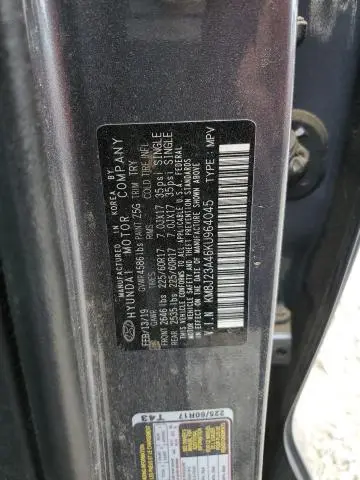 MANUFACTURED IN KOREA BY
HYUNDAI MOTOR COMPANY
FEB/13/19 GVWR 4586 lbs PAINT Z5G TRIM TRY
GAWR TIRES RIMS COLD TIRE INFL
FRONT 2646 lbs 225/60R17 7.0JX17 35psi SINGLE
REAR 2535 lbs 225/60R17 7.0JX17 35psi SINGLE
THIS VEHICLE CONFORMS TO ALL APPLICABLE U.S.A. FEDERAL
MOTOR VEHICLE SAFETY AND THEFT PREVENTION STANDARDS
IN EFFECT ON THE DATE OF MANUFACTURE SHOWN ABOVE.
V.I.N KM8J23A46KU964045 TYPE: MPV
T43
225/60R17